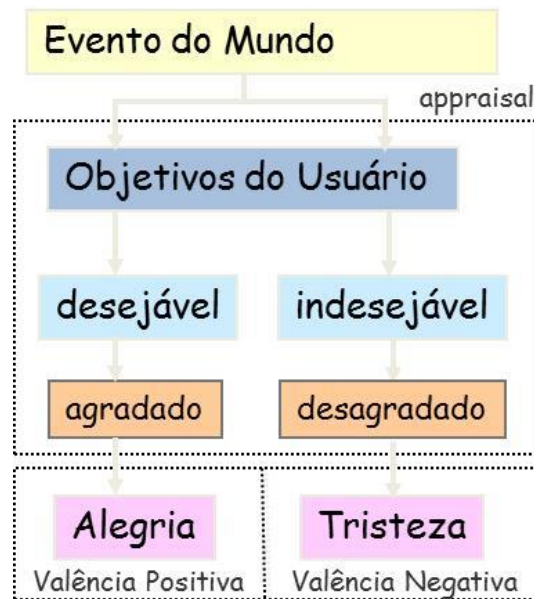 Evento do Mundo
appraisal
Objetivos do Usuário
desejável
indesejável
agradado
desagradado
Alegria
Tristeza
Valência Positiva
Valência Negativa